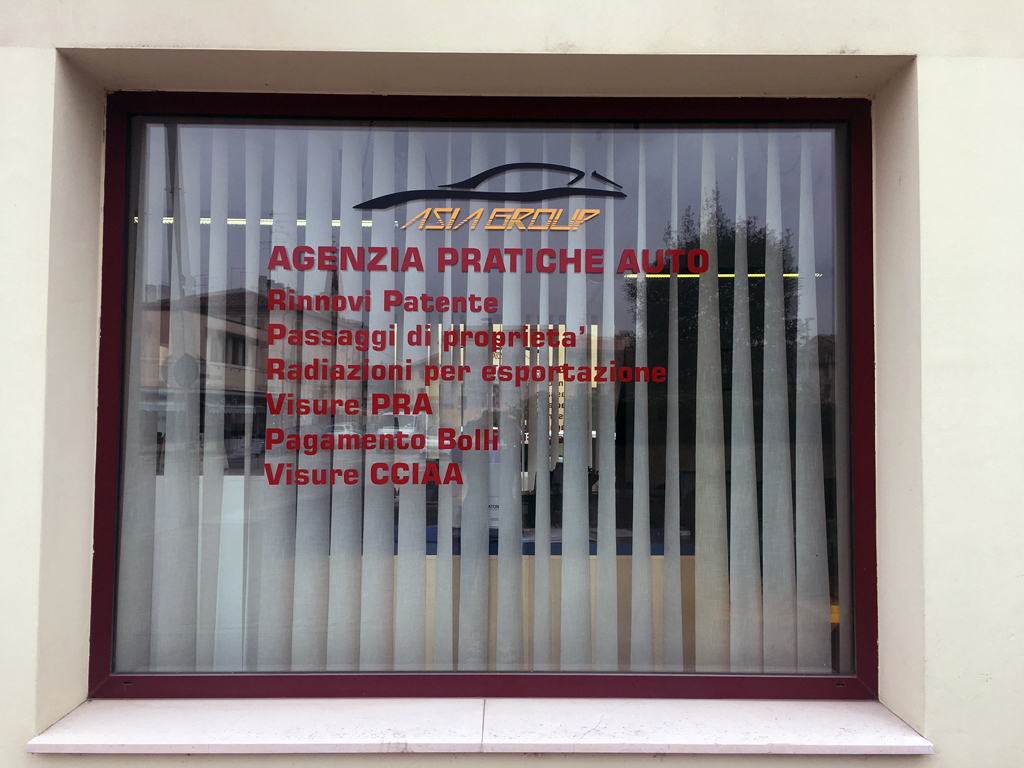 ASIA GROUP
AGENZIA PRATICHE AUTO
Rinnovi Patente
Passaggi di proprieta'
Radiazioni per esportazione
Visure PRA
Pagamento Bolli
Visure CCIAA